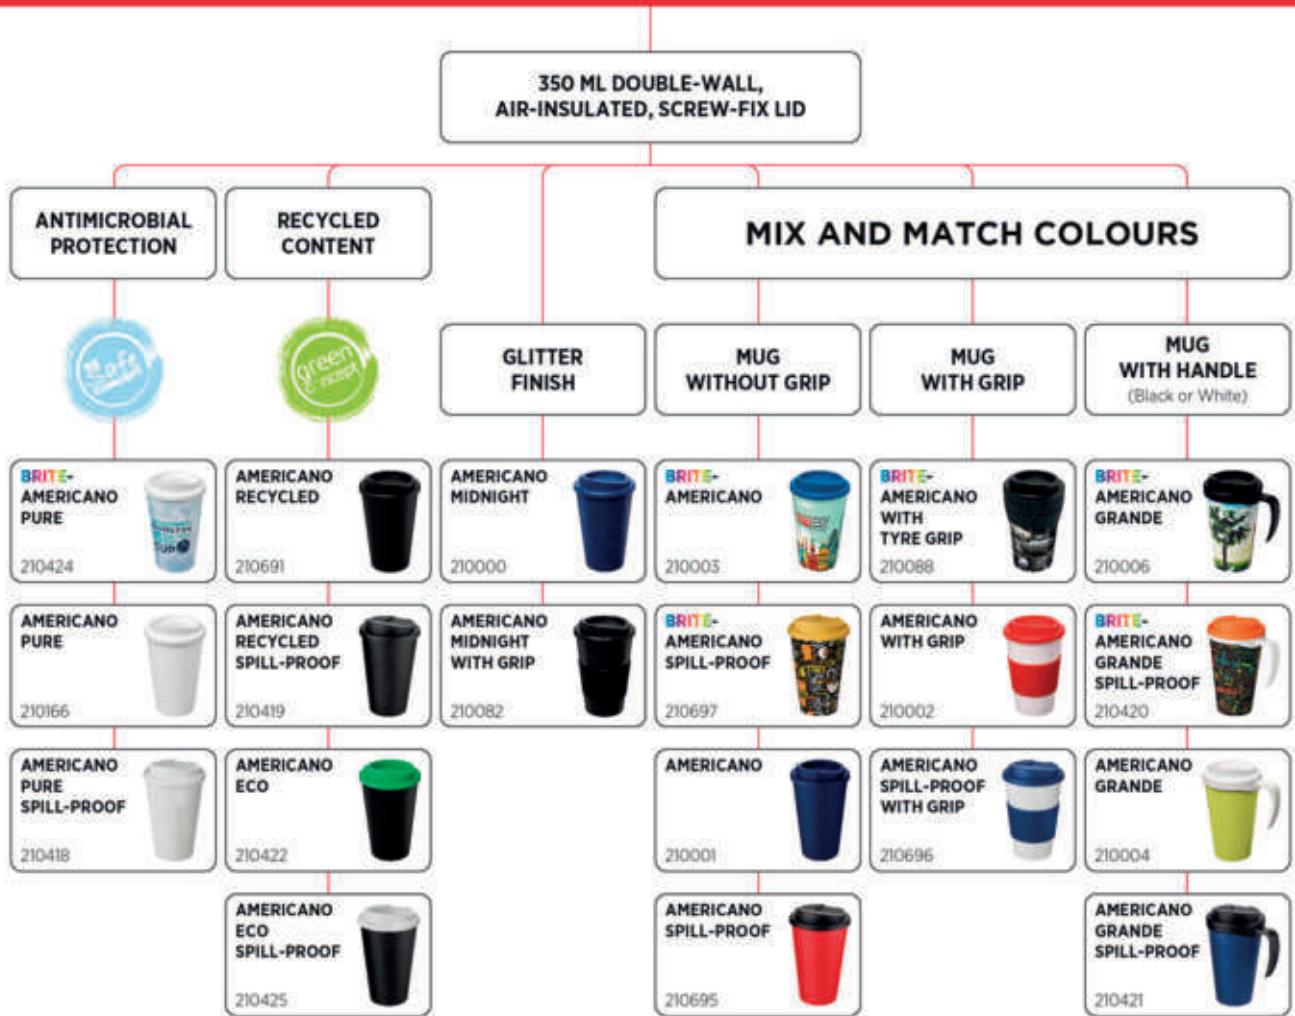 350 ML DOUBLE-WALL,
AIR-INSULATED, SCREW-FIX LID
ANTIMICROBIAL
PROTECTION
RECYCLED
CONTENT
MIX AND MATCH COLOURS
green
GLITTER
FINISH
MUG
WITHOUT GRIP
MUG
WITH GRIP
MUG
WITH HANDLE
(Black or White)
BRITE-
AMERICANO
PURE
210424
AMERICANO
RECYCLED
210691
AMERICANO
MIDNIGHT
210000
BRITE-
AMERICANO
210003
BRITE-
AMERICANO
WITH
TYRE GRIP
210088
BRITE-
AMERICANO
GRANDE
210006
AMERICANO
PURE
210166
AMERICANO
RECYCLED
SPILL-PROOF
210419
AMERICANO
MIDNIGHT
WITH GRIP
210082
BRITE-
AMERICANO
SPILL-PROOF
210697
AMERICANO
WITH GRIP
210002
BRITE-
AMERICANO
GRANDE
SPILL-PROOF
210420
AMERICANO
PURE
SPILL-PROOF
210418
AMERICANO
ECO
210422
AMERICANO
210001
AMERICANO
SPILL-PROOF
WITH GRIP
210696
AMERICANO
GRANDE
210004
AMERICANO
ECO
SPILL-PROOF
210425
AMERICANO
SPILL-PROOF
210695
AMERICANO
GRANDE
SPILL-PROOF
210421